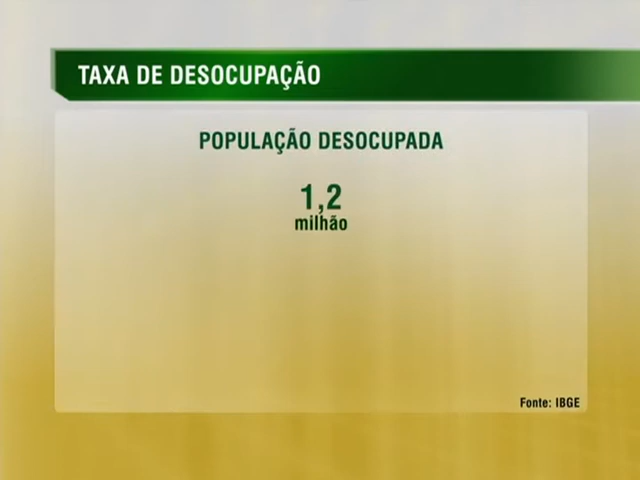 TAXA DE DESOCUPAÇÃO
POPULAÇÃO DESOCUPADA
1,2
milhão
Fonte: IBGE